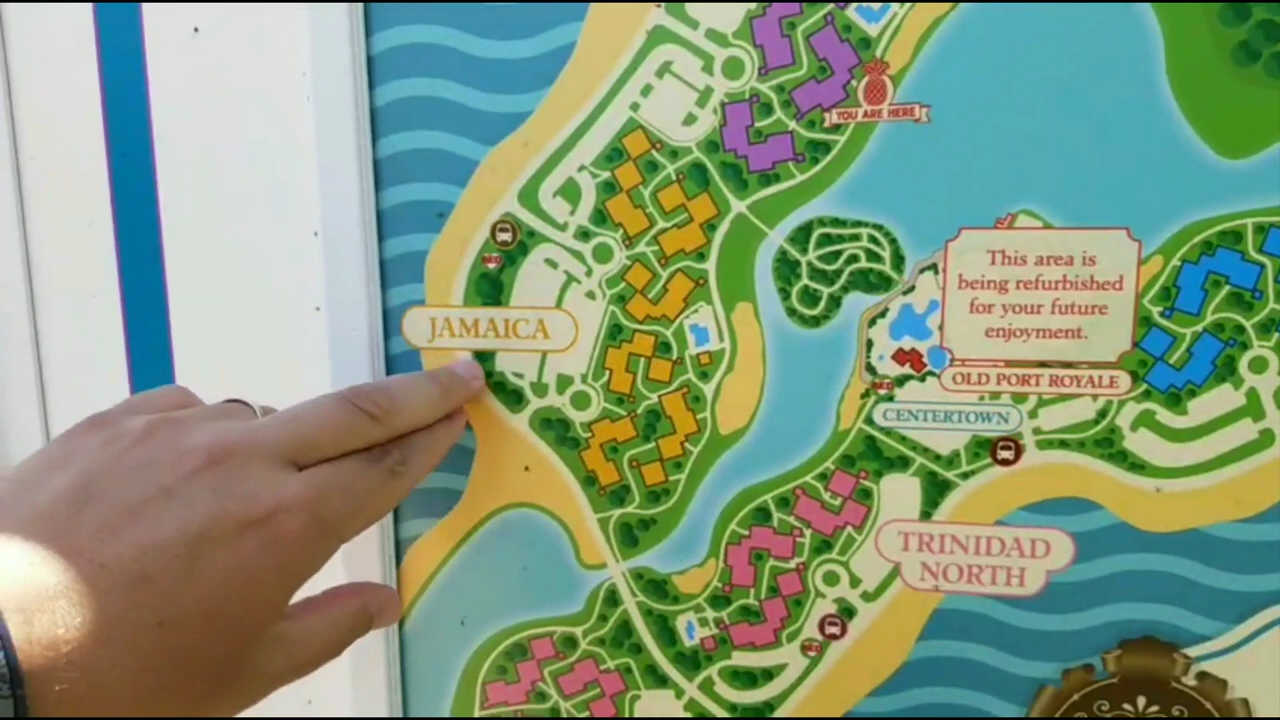 YOU ARE HERE
This area is
being refurbished
for your future
enjoyment.
JAMAICA
OLD PORT ROYALE
CENTERTOWN
TRINIDAD
NORTH